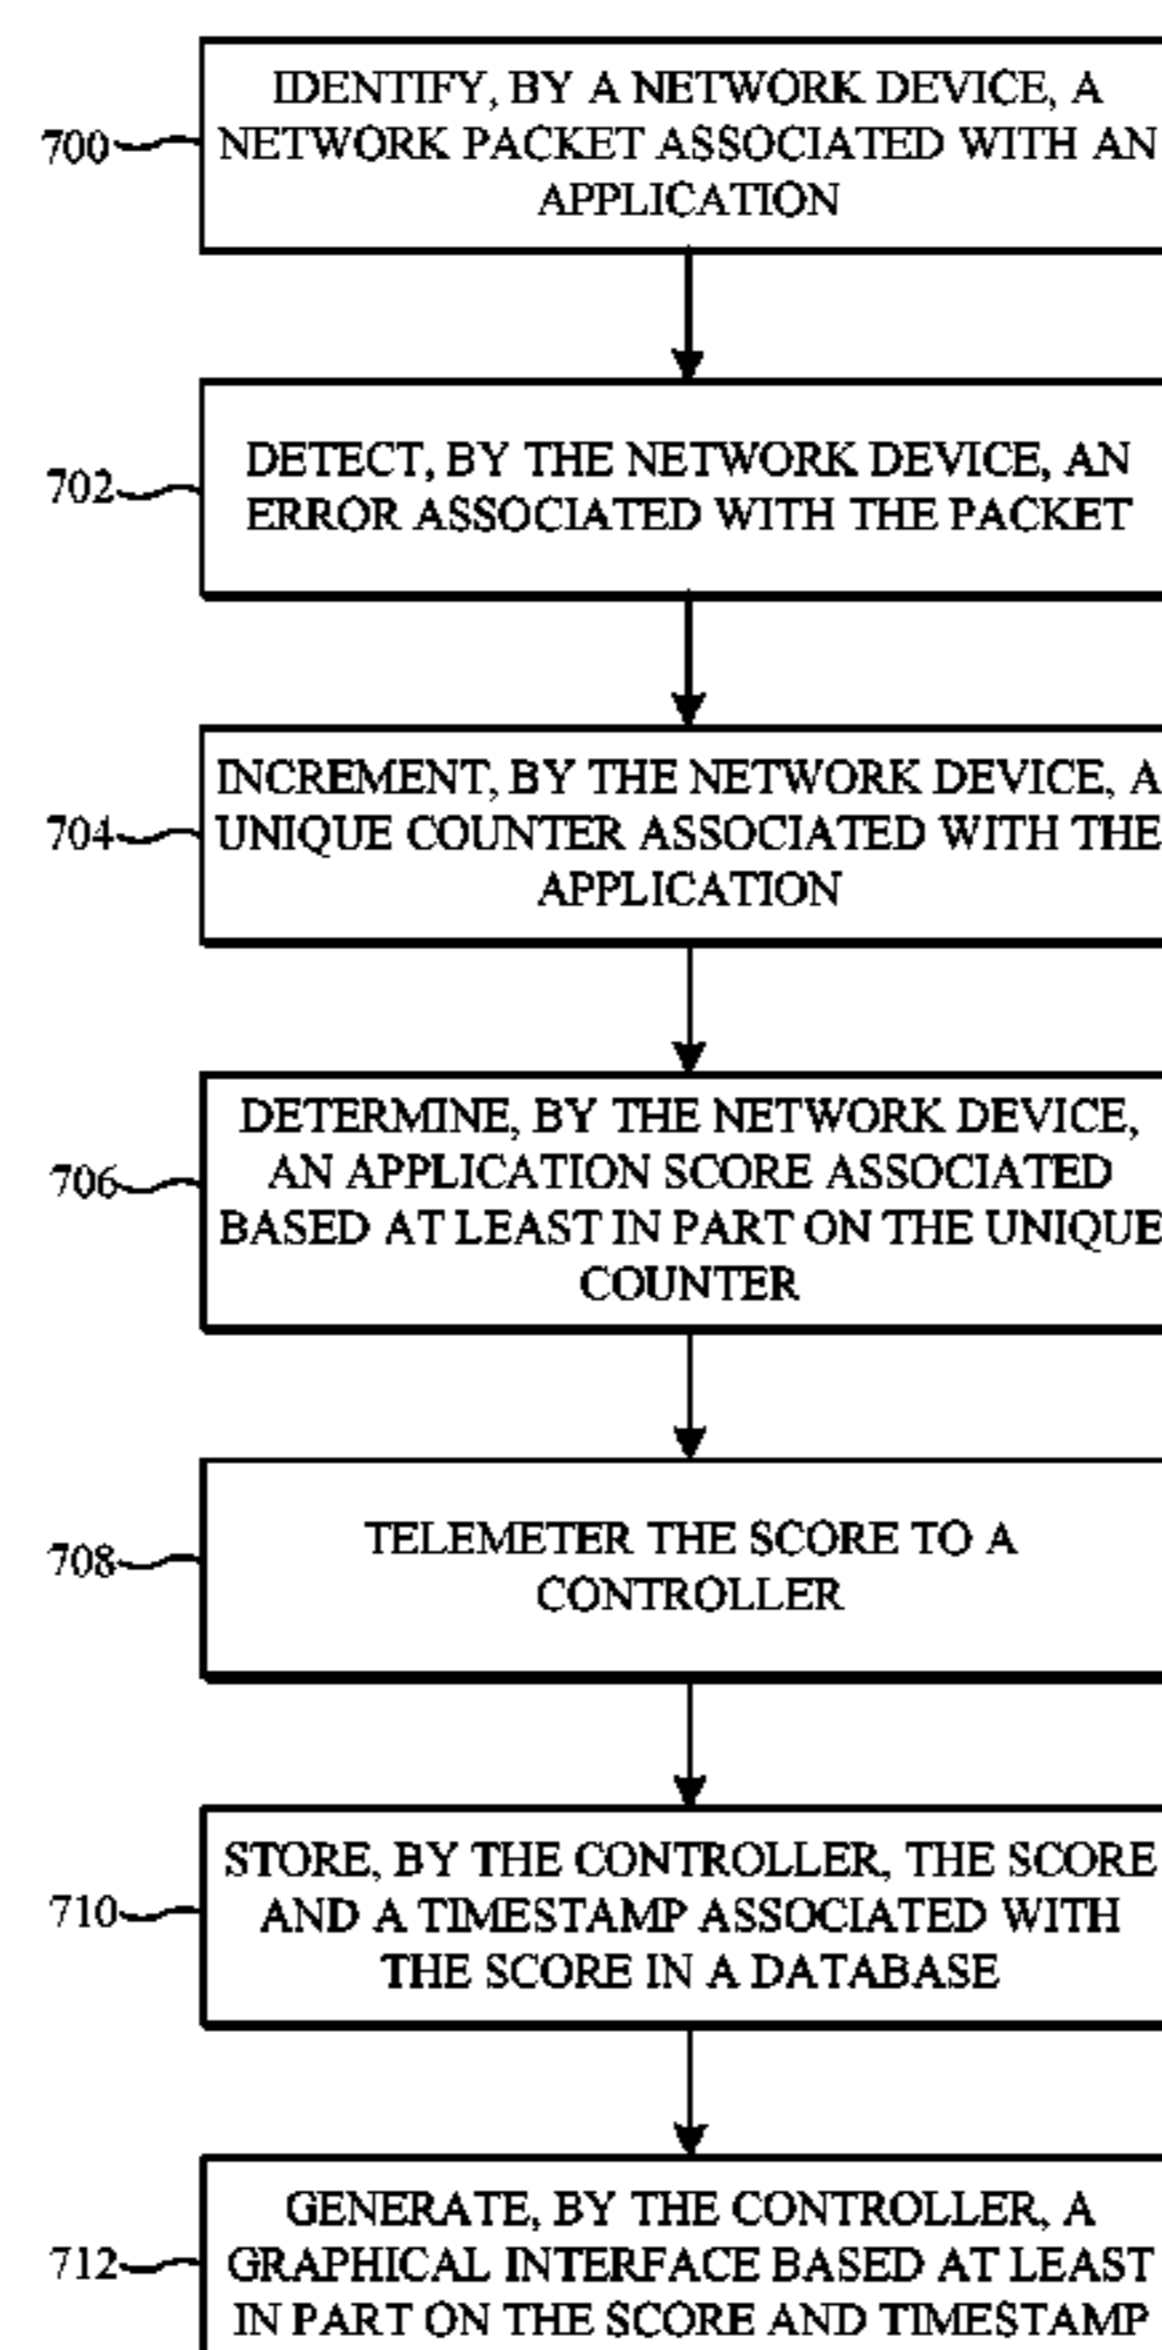 IDENTIFY, BY A NETWORK DEVICE, A
700
NETWORK PACKET ASSOCIATED WITH AN
APPLICATION
DETECT, BY THE NETWORK DEVICE, AN
702
ERROR ASSOCIATED WITH THE PACKET
INCREMENT, BY THE NETWORK DEVICE, A
704
UNIQUE COUNTER ASSOCIATED WITH THE
APPLICATION
DETERMINE, BY THE NETWORK DEVICE,
706
AN APPLICATION SCORE ASSOCIATED
BASED AT LEAST IN PART ON THE UNIQUE
COUNTER
TELEMETER THE SCORE TO A
708
CONTROLLER
STORE, BY THE CONTROLLER, THE SCORE
710
AND A TIMESTAMP ASSOCIATED WITH
THE SCORE IN A DATABASE
GENERATE, BY THE CONTROLLER, A
712
GRAPHICAL INTERFACE BASED AT LEAST
IN PART ON THE SCORE AND TIMESTAMP